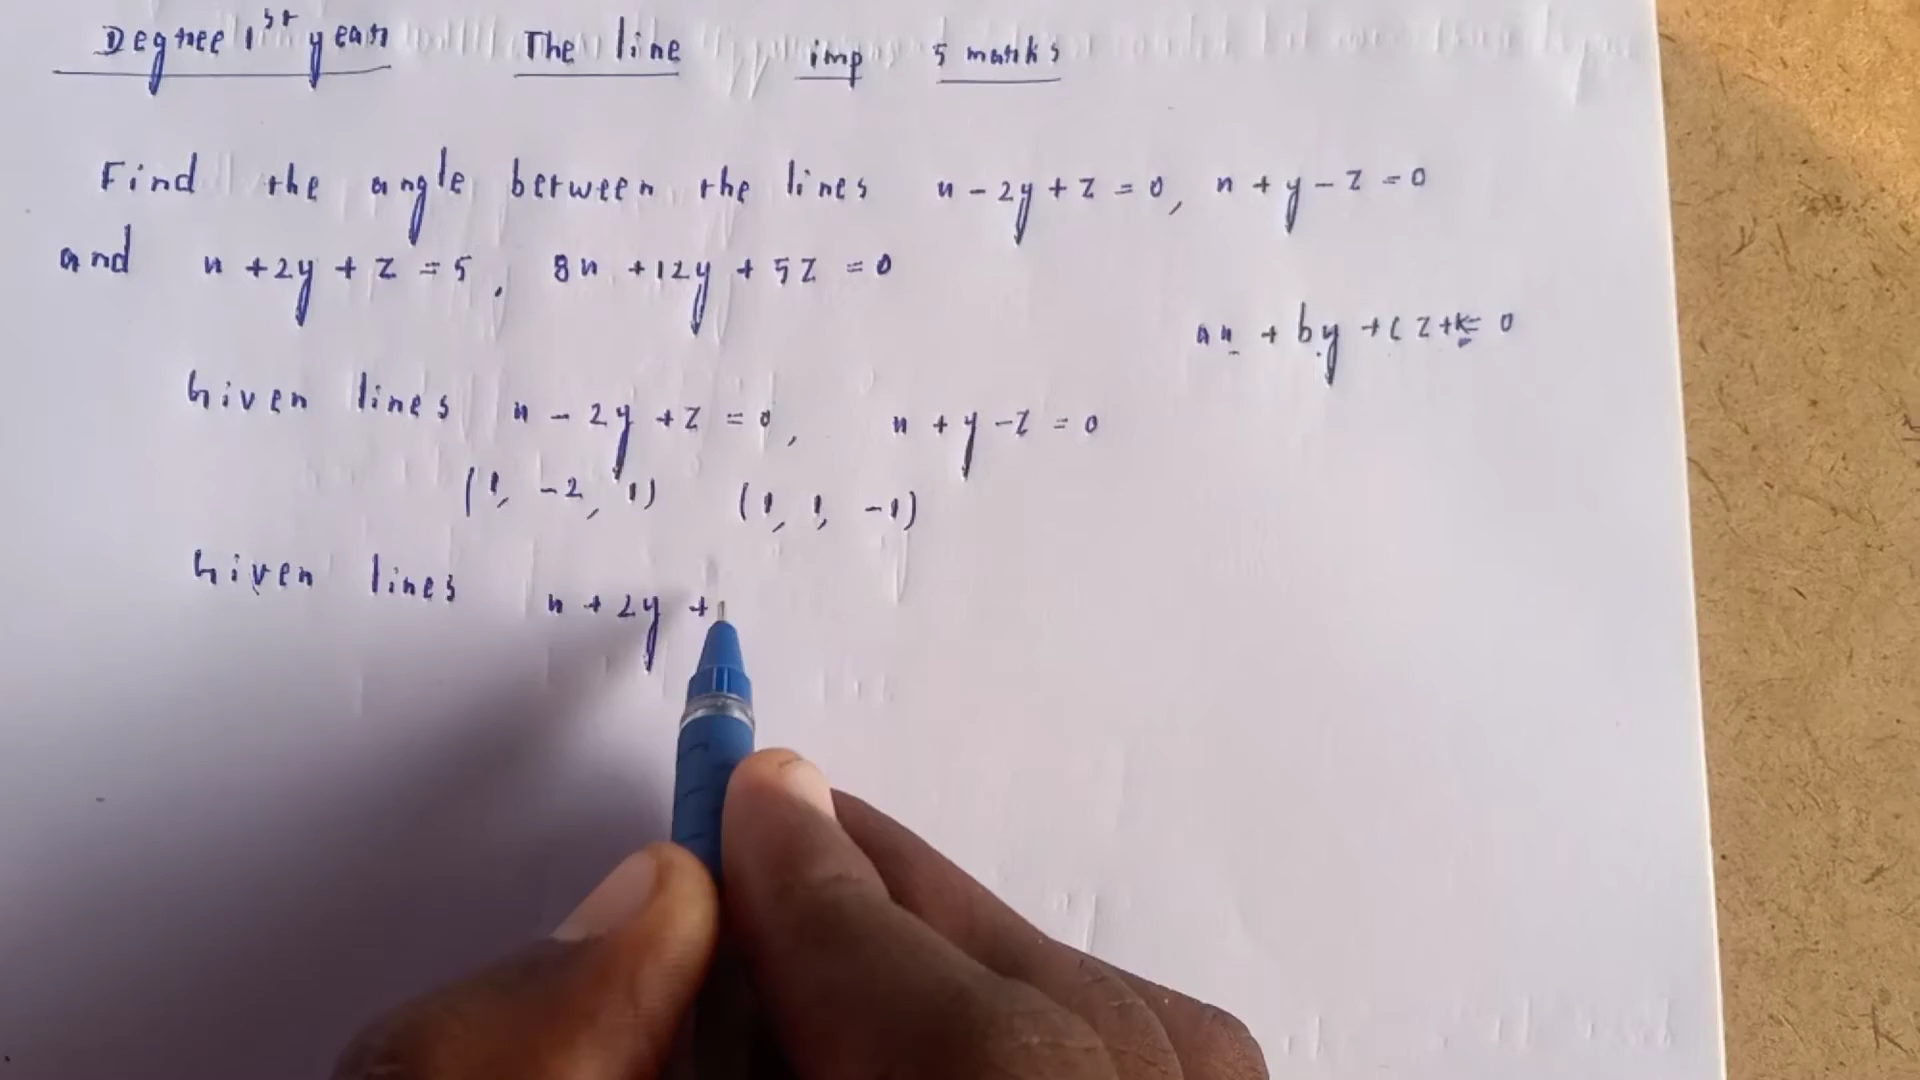 Degree 1st year The line imp 5 marks
Find the angle between the lines x - 2y + z = 0, x + y - z = 0
and x + 2y + z = 5, 8x + 12y + 5z = 0
ax + by + cz + k = 0
Given lines x - 2y + z = 0, x + y - z = 0
(1, -2, 1) (1, 1, -1)
Given lines x + 2y +